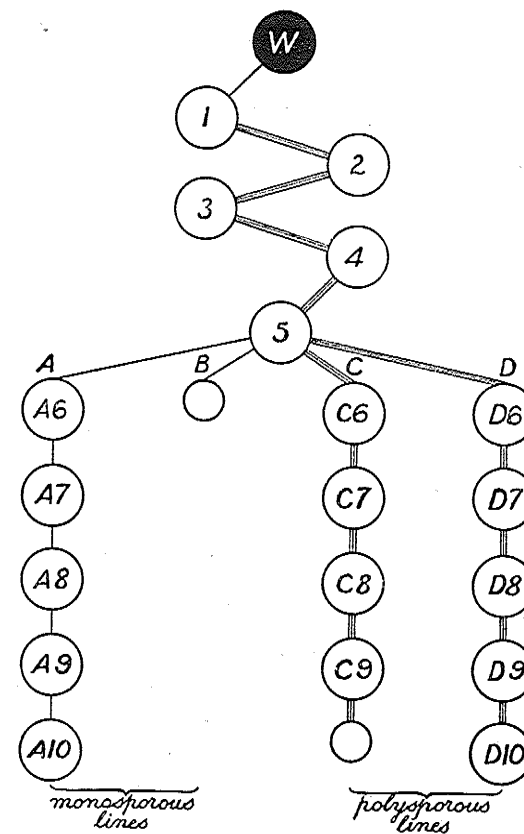 W
1
2
3
4
5
A B C D
A6 C6 D6
A7 C7 D7
A8 C8 D8
A9 C9 D9
A10 D10
monosporous polysporous
lines lines